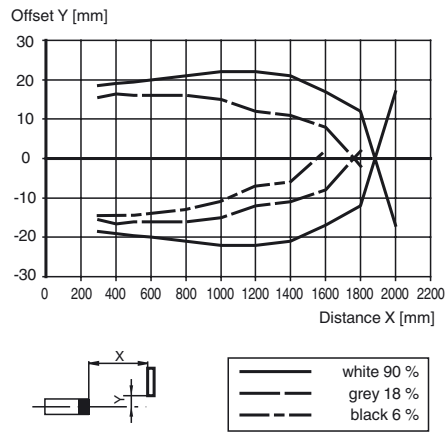 Offset Y [mm]
30
20
10
0
-10
-20
-30
0 200 400 600 800 1000 1200 1400 1600 1800 2000 2200
Distance X [mm]
X
Y
white 90 %
grey 18 %
black 6 %